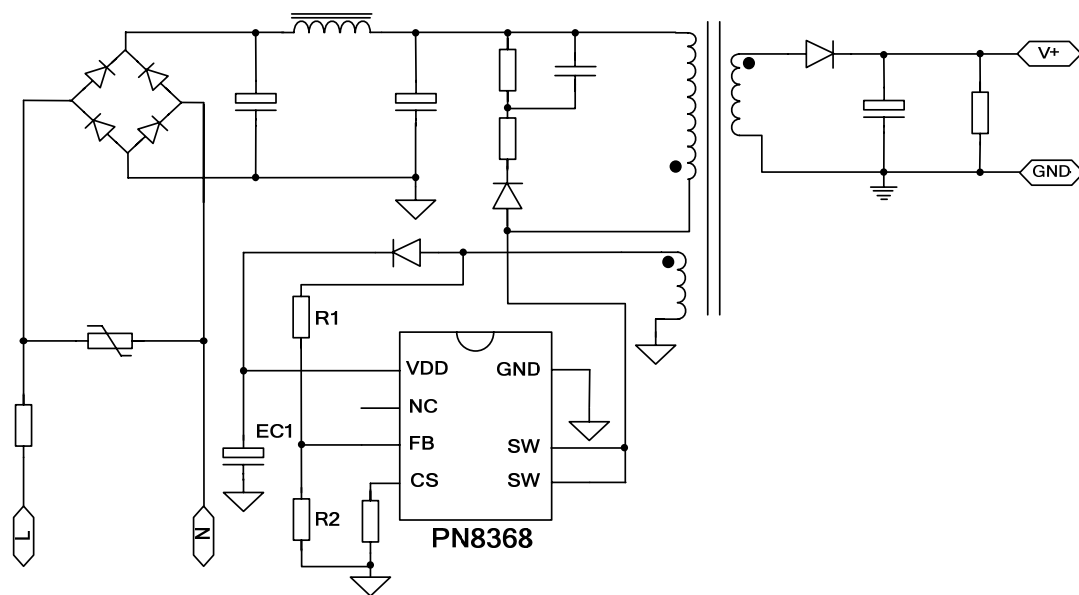 V+
GND
R1
VDD
GND
NC
EC1
FB
SW
CS
SW
R2
PN8368
L
N